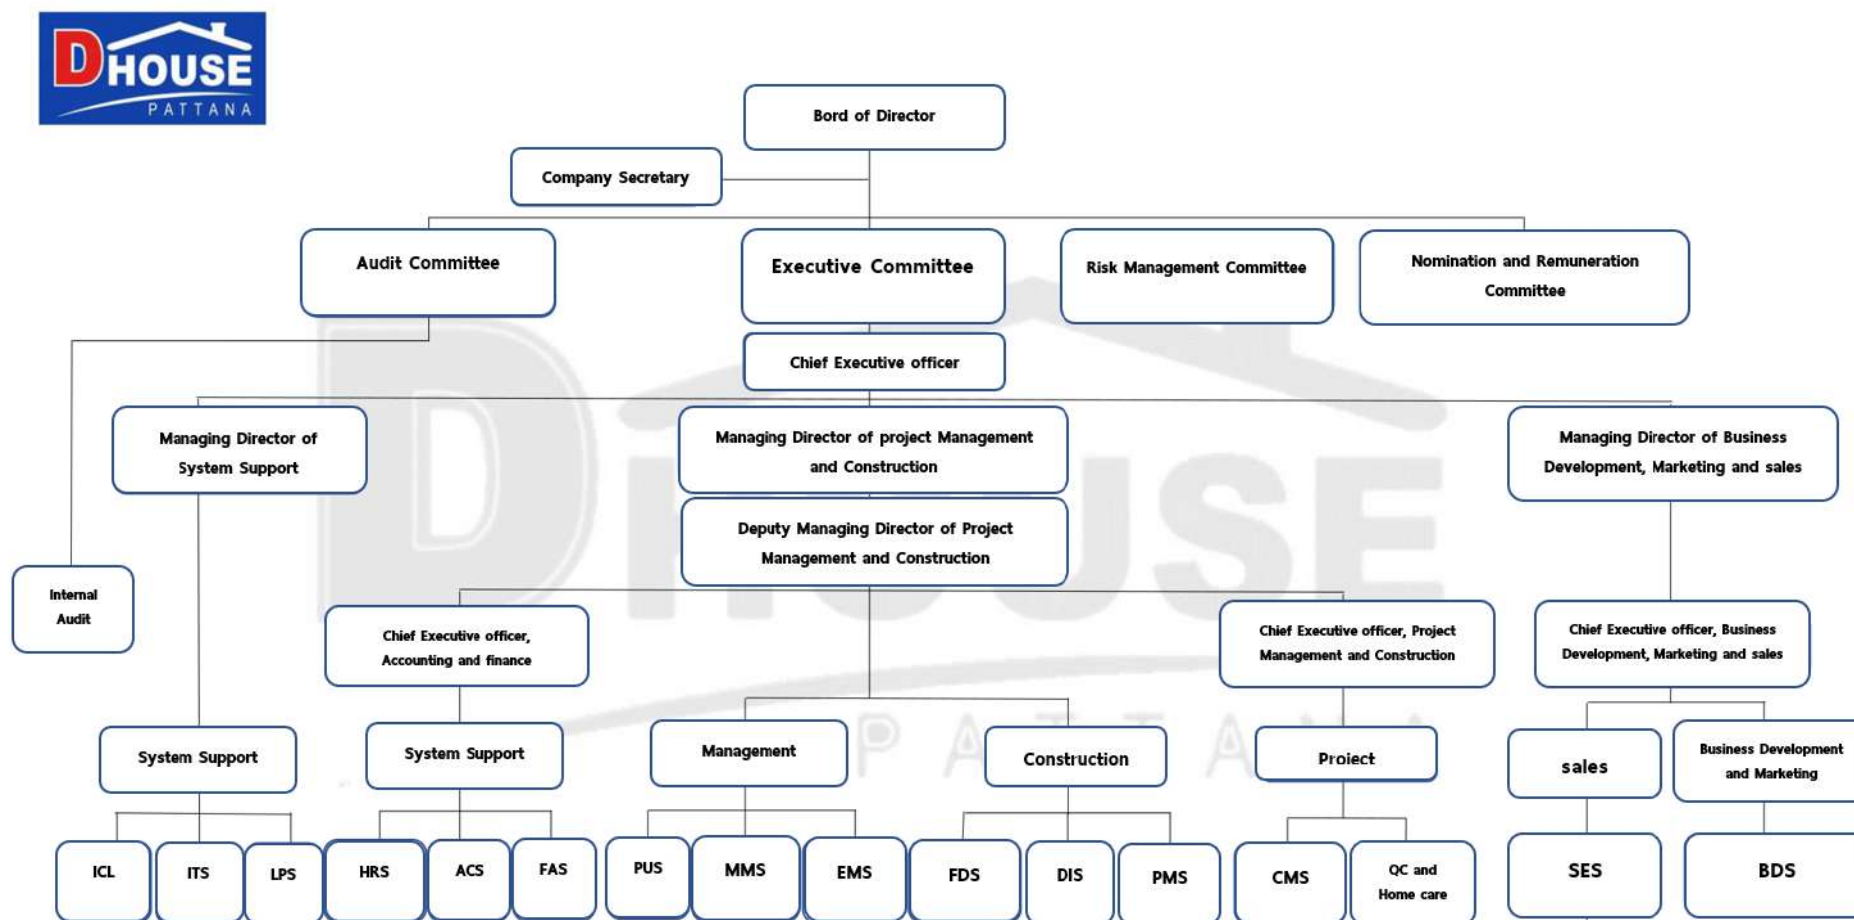 DHOUSE
PATTANA
Bord of Director
Company Secretary
Audit Committee
Executive Committee
Risk Management Committee
Nomination and Remuneration
Committee
Chief Executive officer
Managing Director of
System Support
Managing Director of project Management
and Construction
Managing Director of Business
Development, Marketing and sales
Deputy Managing Director of Project
Management and Construction
Internal
Audit
Chief Executive officer,
Accounting and finance
Chief Executive officer, Project
Management and Construction
Chief Executive officer, Business
Development, Marketing and sales
System Support
System Support
Management
Construction
Project
sales
Business Development
and Marketing
ICL
ITS
LPS
HRS
ACS
FAS
PUS
MMS
EMS
FDS
DIS
PMS
CMS
QC and
Home care
SES
BDS
DHOUSE
PATTANA